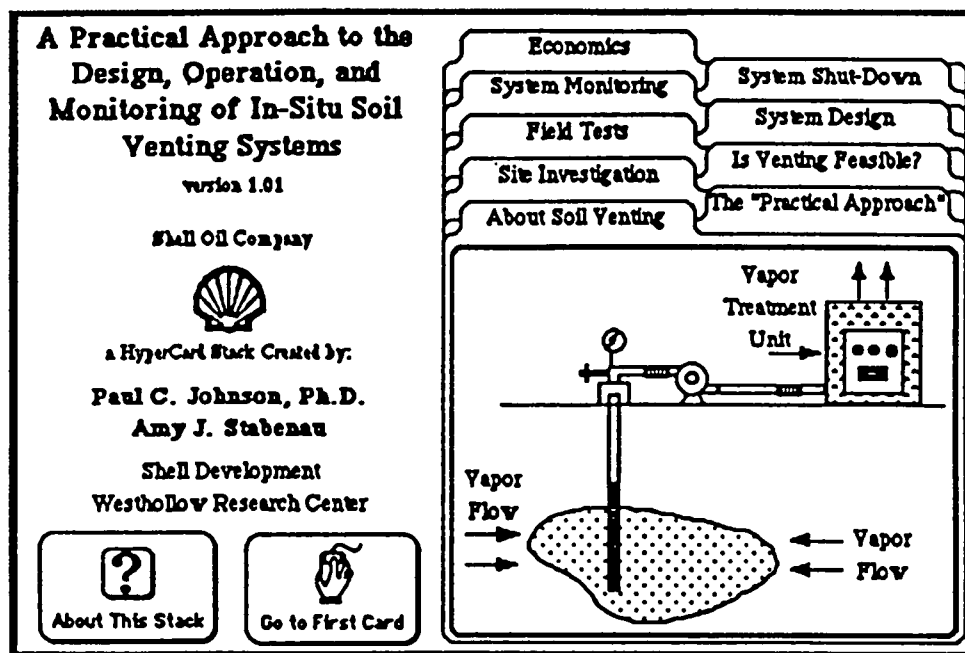 A Practical Approach to the
Design, Operation, and
Monitoring of In-Situ Soil
Venting Systems
version 1.01
Shell Oil Company
a HyperCard Stack Created by:
Paul C. Johnson, Ph.D.
Amy J. Stabenau
Shell Development
Westhollow Research Center
About This Stack
Go to First Card
Economics
System Monitoring
System Shut-Down
Field Tests
System Design
Site Investigation
Is Venting Feasible?
About Soil Venting
The "Practical Approach"
Vapor
Treatment
Unit
Vapor
Flow
Vapor
Flow